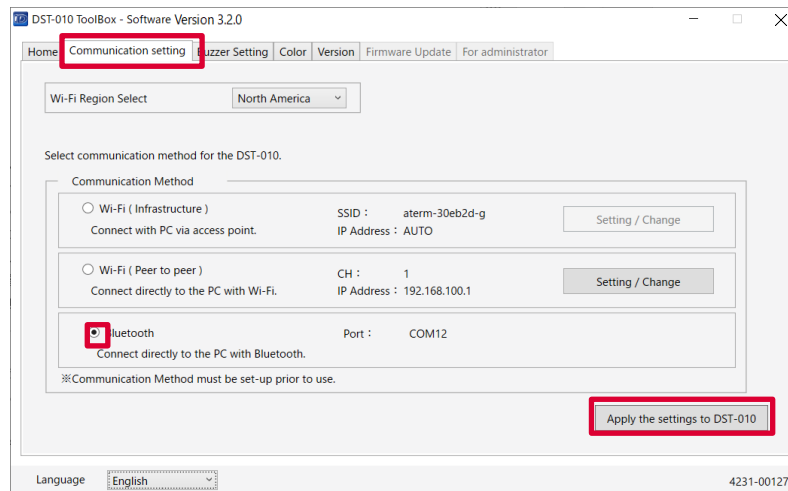 DST-010 ToolBox - Software Version 3.2.0
Home Communication setting Buzzer Setting Color Version Firmware Update For administrator
Wi-Fi Region Select North America
Select communication method for the DST-010.
Communication Method
Wi-Fi ( Infrastructure ) SSID： aterm-30eb2d-g Setting / Change
Connect with PC via access point. IP Address： AUTO
Wi-Fi ( Peer to peer ) CH： 1 Setting / Change
Connect directly to the PC with Wi-Fi. IP Address： 192.168.100.1
Bluetooth Port： COM12
Connect directly to the PC with Bluetooth.
※Communication Method must be set-up prior to use.
Apply the settings to DST-010
Language English 4231-00127